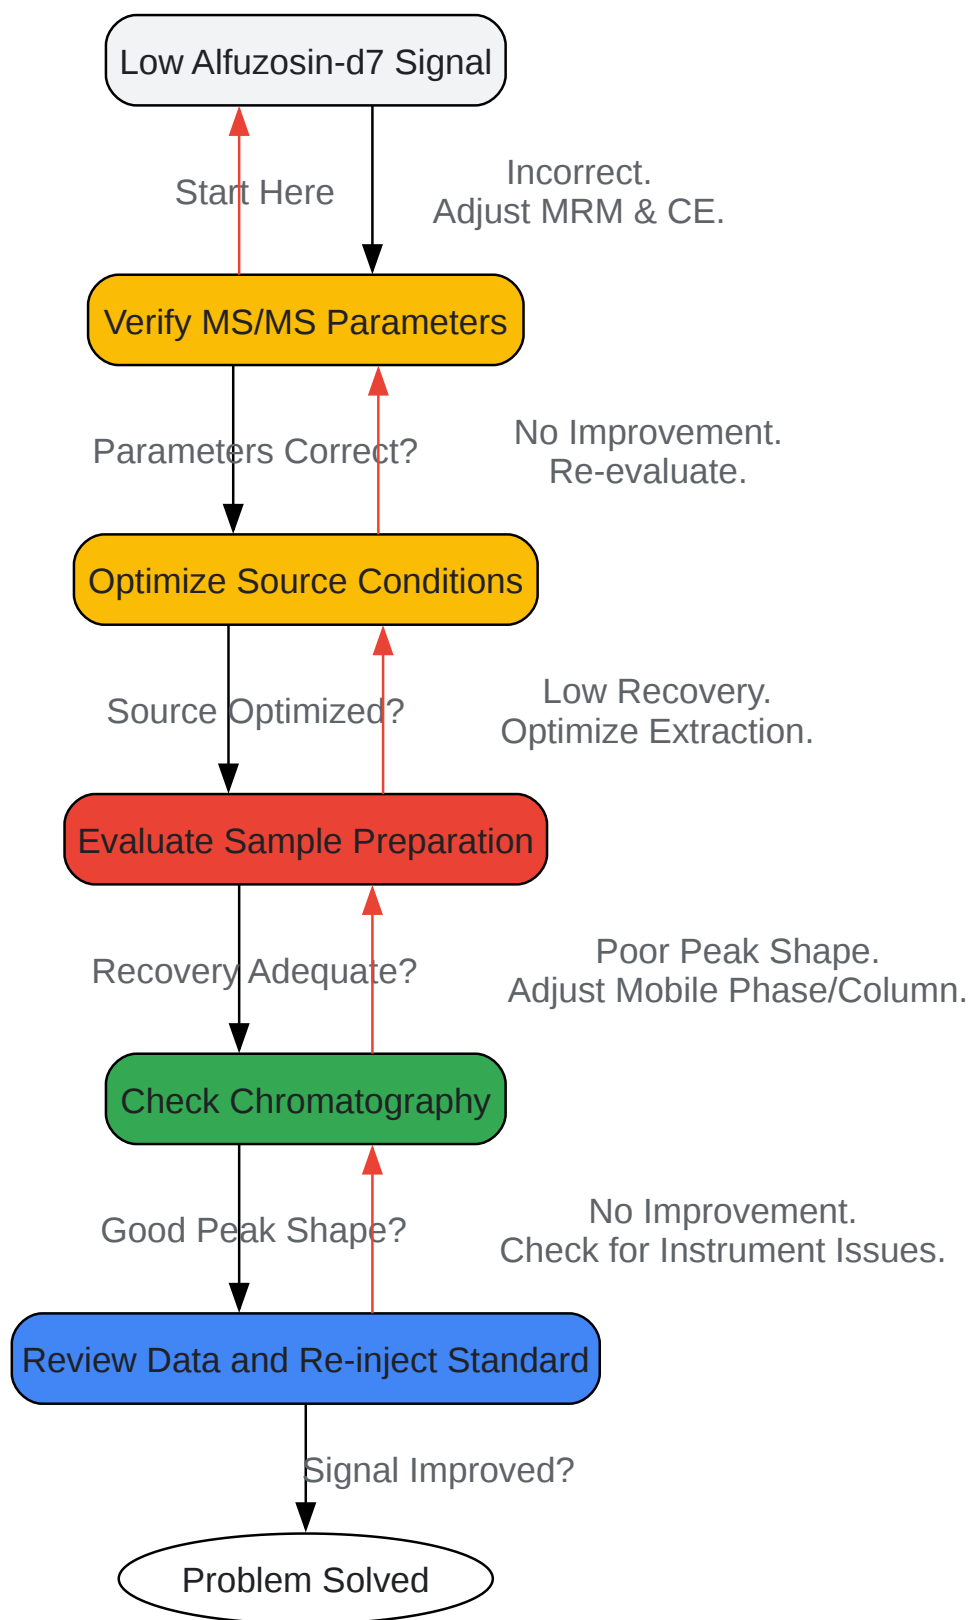 Low Alfuzosin-d7 Signal
Start Here
Incorrect.
Adjust MRM & CE.
Verify MS/MS Parameters
Parameters Correct?
No Improvement.
Re-evaluate.
Optimize Source Conditions
Source Optimized?
Low Recovery.
Optimize Extraction.
Evaluate Sample Preparation
Recovery Adequate?
Poor Peak Shape.
Adjust Mobile Phase/Column.
Check Chromatography
Good Peak Shape?
No Improvement.
Check for Instrument Issues.
Review Data and Re-inject Standard
Signal Improved?
Problem Solved